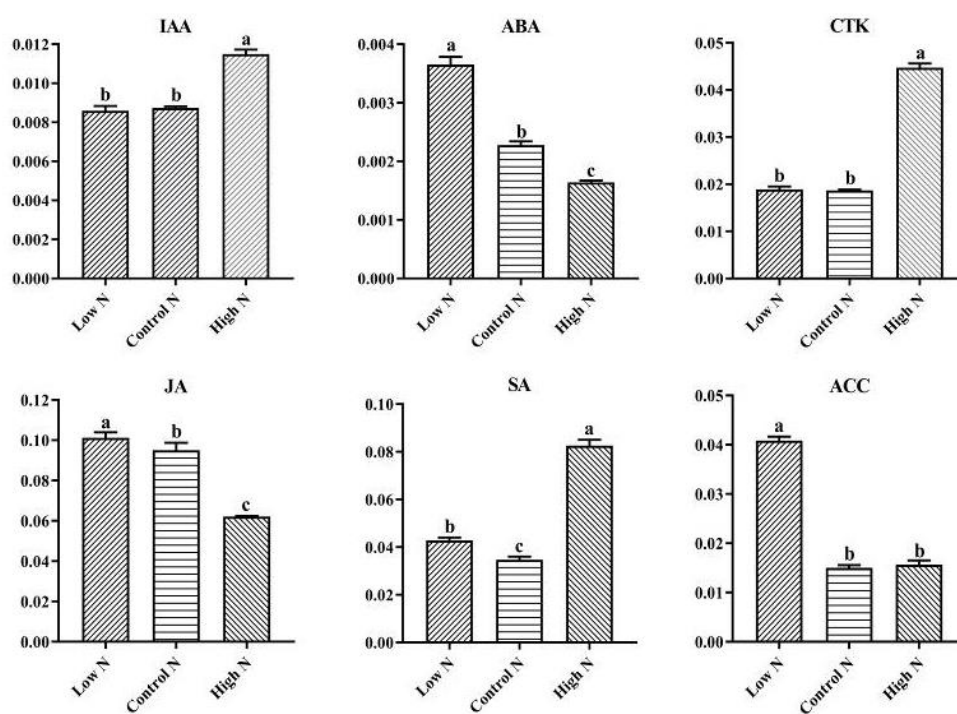 IAA
0.012
0.010
0.008
0.006
0.004
0.002
0.000
b
b
a
Low N
Control N
High N
ABA
0.004
0.003
0.002
0.001
0.000
a
b
c
Low N
Control N
High N
CTK
0.05
0.04
0.03
0.02
0.01
0.00
b
b
a
Low N
Control N
High N
JA
0.12
0.10
0.08
0.06
0.04
0.02
0.00
a
b
c
Low N
Control N
High N
SA
0.10
0.08
0.06
0.04
0.02
0.00
b
c
a
Low N
Control N
High N
ACC
0.05
0.04
0.03
0.02
0.01
0.00
a
b
b
Low N
Control N
High N